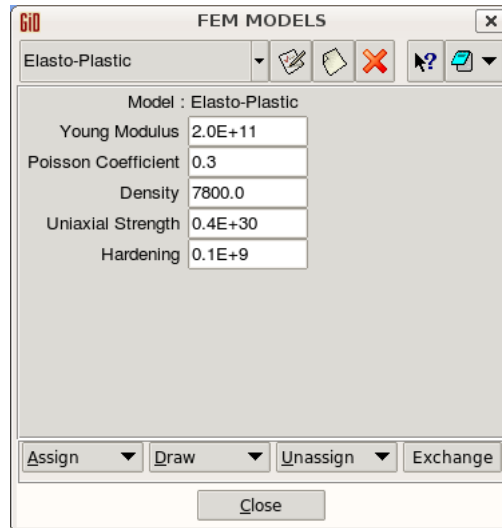 GiD FEM MODELS
Elasto-Plastic
Model : Elasto-Plastic
Young Modulus 2.0E+11
Poisson Coefficient 0.3
Density 7800.0
Uniaxial Strength 0.4E+30
Hardening 0.1E+9
Assign Draw Unassign Exchange
Close